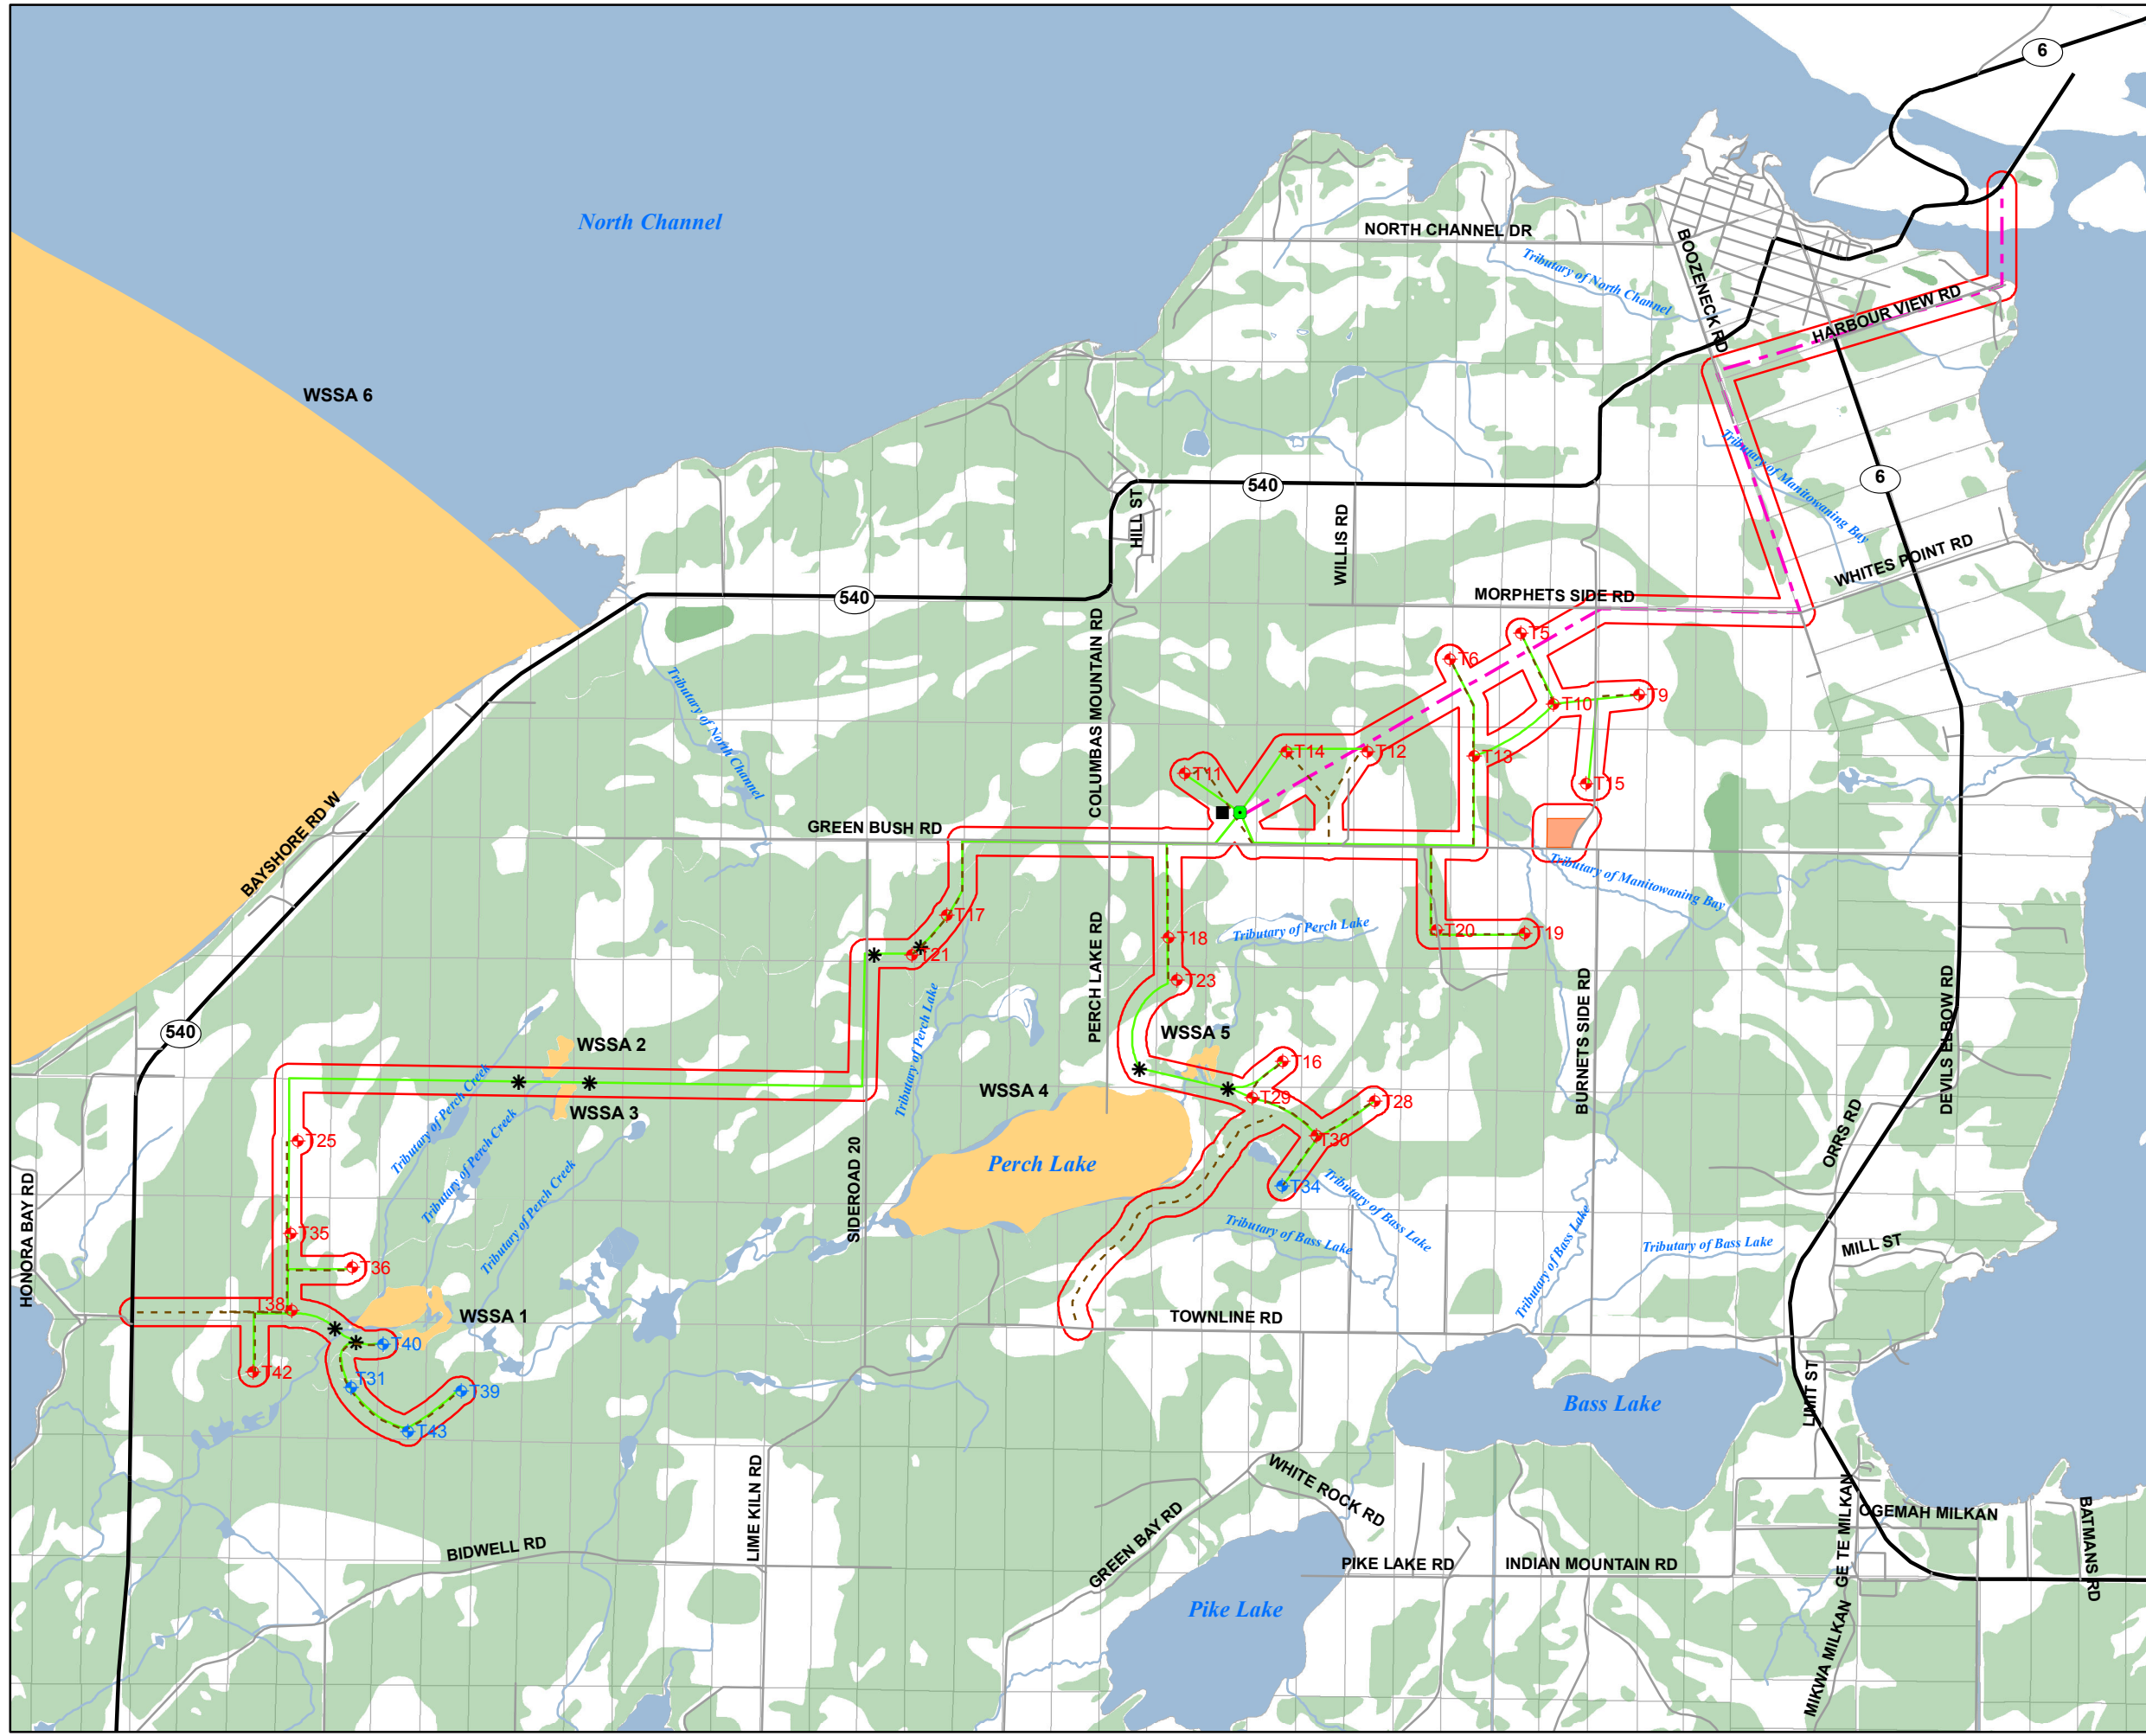 6
North Channel
NORTH CHANNEL DR
BOOZENECK RD
Tributary of North Channel
HARBOUR VIEW RD
WSSA 6
Tributary of Manitowaning Bay
6
540
HILL ST
WILLIS RD
WHITES POINT RD
540
MORPHETS SIDE RD
COLUMBAS MOUNTAIN RD
T5
T6
Tributary of North Channel
T9
T10
T14
T12
T13
T11
T15
BAYSHORE RD W
GREEN BUSH RD
Tributary of Manitowaning Bay
T17
T18
Tributary of Perch Lake
T20
T19
T21
PERCH LAKE RD
T23
BURNETS SIDE RD
DEVILS ELBOW RD
540
WSSA 2
WSSA 5
Tributary of Perch Lake
T16
WSSA 4
T29
T28
WSSA 3
Tributary of Perch Creek
Tributary of Perch Creek
Tributary of Perch Creek
T25
T30
ORRS RD
Perch Lake
SIDEROAD 20
T34
Tributary of Bass Lake
Tributary of Bass Lake
Tributary of Bass Lake
Tributary of Bass Lake
MILL ST
HONORA BAY RD
T35
T36
T38
WSSA 1
TOWNLINE RD
T40
T42
T31
T39
T43
Bass Lake
LIMIT ST
LIME KILN RD
WHITE ROCK RD
GREEN BAY RD
GE TE MILKAN
OGEMAH MILKAN
BATMANS RD
BIDWELL RD
PIKE LAKE RD
INDIAN MOUNTAIN RD
Pike Lake
MIKWA MILKAN